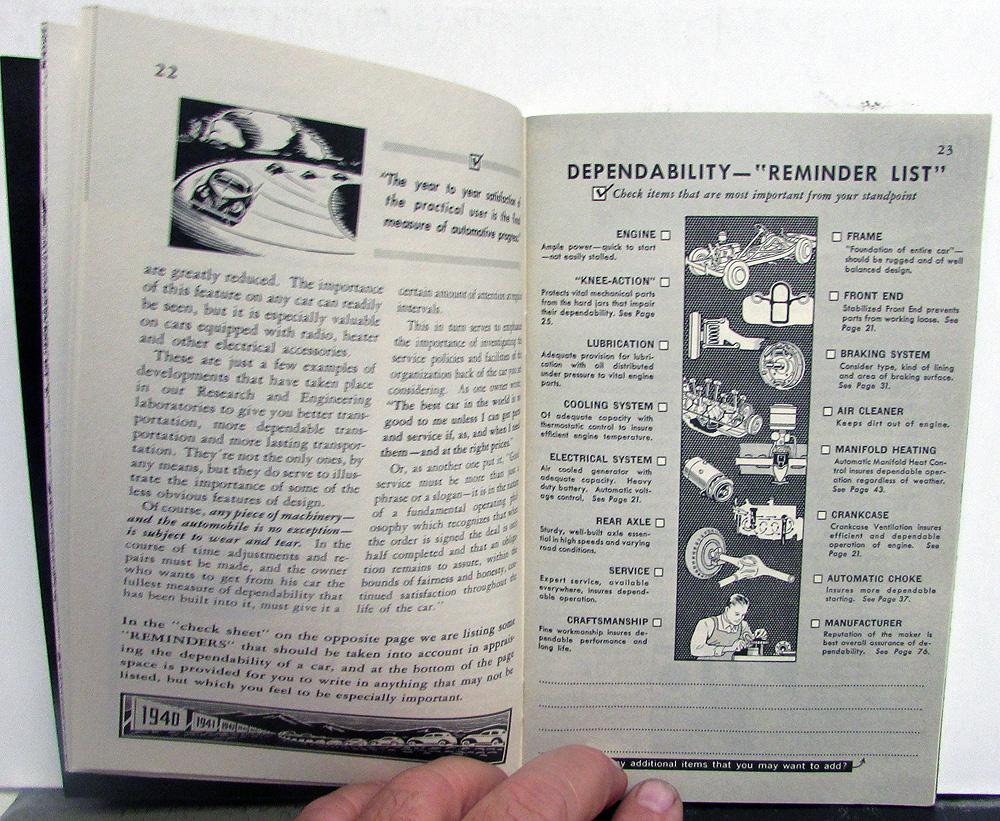 22
"The year to year satisfaction of
the practical user is the final
measure of automotive progress"
are greatly reduced. The importance
of this feature on any car can readily
be seen, but it is especially valuable
on cars equipped with radio, heater
and other electrical accessories.
These are just a few examples of
developments that have taken place
in our Research and Engineering
laboratories to give you better trans-
portation, more dependable trans-
portation and more lasting transpor-
tation. They're not the only ones, by
any means, but they do serve to illus-
trate the importance of some of the
less obvious features of design.
Of course, any piece of machinery—
and the automobile is no exception—
is subject to wear and tear. In the
course of time adjustments and re-
pairs must be made, and the owner
who wants to get from his car the
fullest measure of dependability that
has been built into it, must give it a
certain amount of attention at
intervals.
This in turn serves to
the importance of investigating the
service policies and facilities of the
organization back of the car you
considering. As one owner
"The best car in the world is no
good to me unless I can get parts
and service if, as, and when I need
them—and at the right prices."
Or, as another one put it, "Good
service must be more than just a
phrase or a slogan—it is in the nature
of a fundamental operating phil-
osophy which recognizes that when
the order is signed the deal is only
half completed and that an obliga-
tion remains to assure, within the
bounds of fairness and honesty, con-
tinued satisfaction throughout the
life of the car."
In the "check sheet" on the opposite page we are listing some
"REMINDERS" that should be taken into account in apprais-
ing the dependability of a car, and at the bottom of the page
space is provided for you to write in anything that may not be
listed, but which you feel to be especially important.
1940 1941 1942
23
DEPENDABILITY—"REMINDER LIST"
Check items that are most important from your standpoint
ENGINE
Ample power—quick to start
—not easily stalled.
"KNEE-ACTION"
Protects vital mechanical parts
from the hard jars that impair
their dependability. See Page
25.
LUBRICATION
Adequate provision for lubri-
cation with oil distributed
under pressure to vital engine
parts.
COOLING SYSTEM
Of adequate capacity with
thermostatic control to insure
efficient engine temperature.
ELECTRICAL SYSTEM
Air cooled generator with
adequate capacity. Heavy
duty battery. Automatic volt-
age control. See Page 21.
REAR AXLE
Sturdy, well-built axle essen-
tial in high speeds and varying
road conditions.
SERVICE
Expert service, available
everywhere, insures depend-
able operation.
CRAFTSMANSHIP
Fine workmanship insures de-
pendable performance and
long life.
FRAME
"Foundation of entire car"—
should be rugged and of well
balanced design.
FRONT END
Stabilized Front End prevents
parts from working loose. See
Page 21.
BRAKING SYSTEM
Consider type, kind of lining
and area of braking surface.
See Page 31.
AIR CLEANER
Keeps dirt out of engine.
MANIFOLD HEATING
Automatic Manifold Heat Con-
trol insures dependable oper-
ation regardless of weather.
See Page 43.
CRANKCASE
Crankcase Ventilation insures
efficient and dependable
operation of engine. See
Page 21.
AUTOMATIC CHOKE
Insures more dependable
starting. See Page 37.
MANUFACTURER
Reputation of the maker is
best overall assurance of de-
pendability. See Page 76.
additional items that you may want to add?